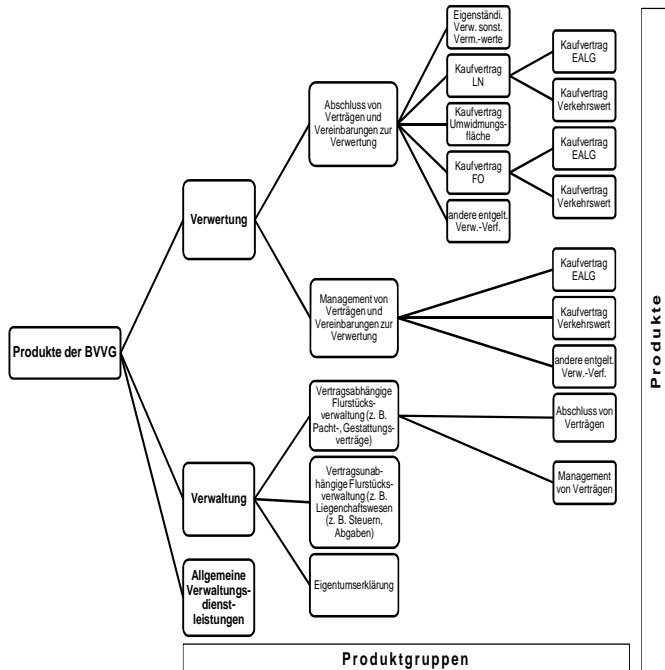 Produkte der BVVG
Verwertung
Abschluss von
Verträgen und
Vereinbarungen zur
Verwertung
Eigenständi.
Verw. sonst.
Verm.-werte
Kaufvertrag
LN
Kaufvertrag
EALG
Kaufvertrag
Verkehrswert
Kaufvertrag
Umwidmungs-
fläche
Kaufvertrag
FO
Kaufvertrag
EALG
Kaufvertrag
Verkehrswert
andere entgelt.
Verw.-Verf.
Management von
Verträgen und
Vereinbarungen zur
Verwertung
Kaufvertrag
EALG
Kaufvertrag
Verkehrswert
andere entgelt.
Verw.-Verf.
Verwaltung
Vertragsabhängige
Flurstücks-
verwaltung (z. B.
Pacht-, Gestattungs-
verträge)
Abschluss von
Verträgen
Management
von Verträgen
Vertragsunab-
hängige Flurstücks-
verwaltung (z. B.
Liegenchaftswesen
(z. B. Steuern,
Abgaben)
Eigentumserklärung
Allgemeine
Verwaltungs-
dienst-
leistungen
Produktgruppen
Produkte